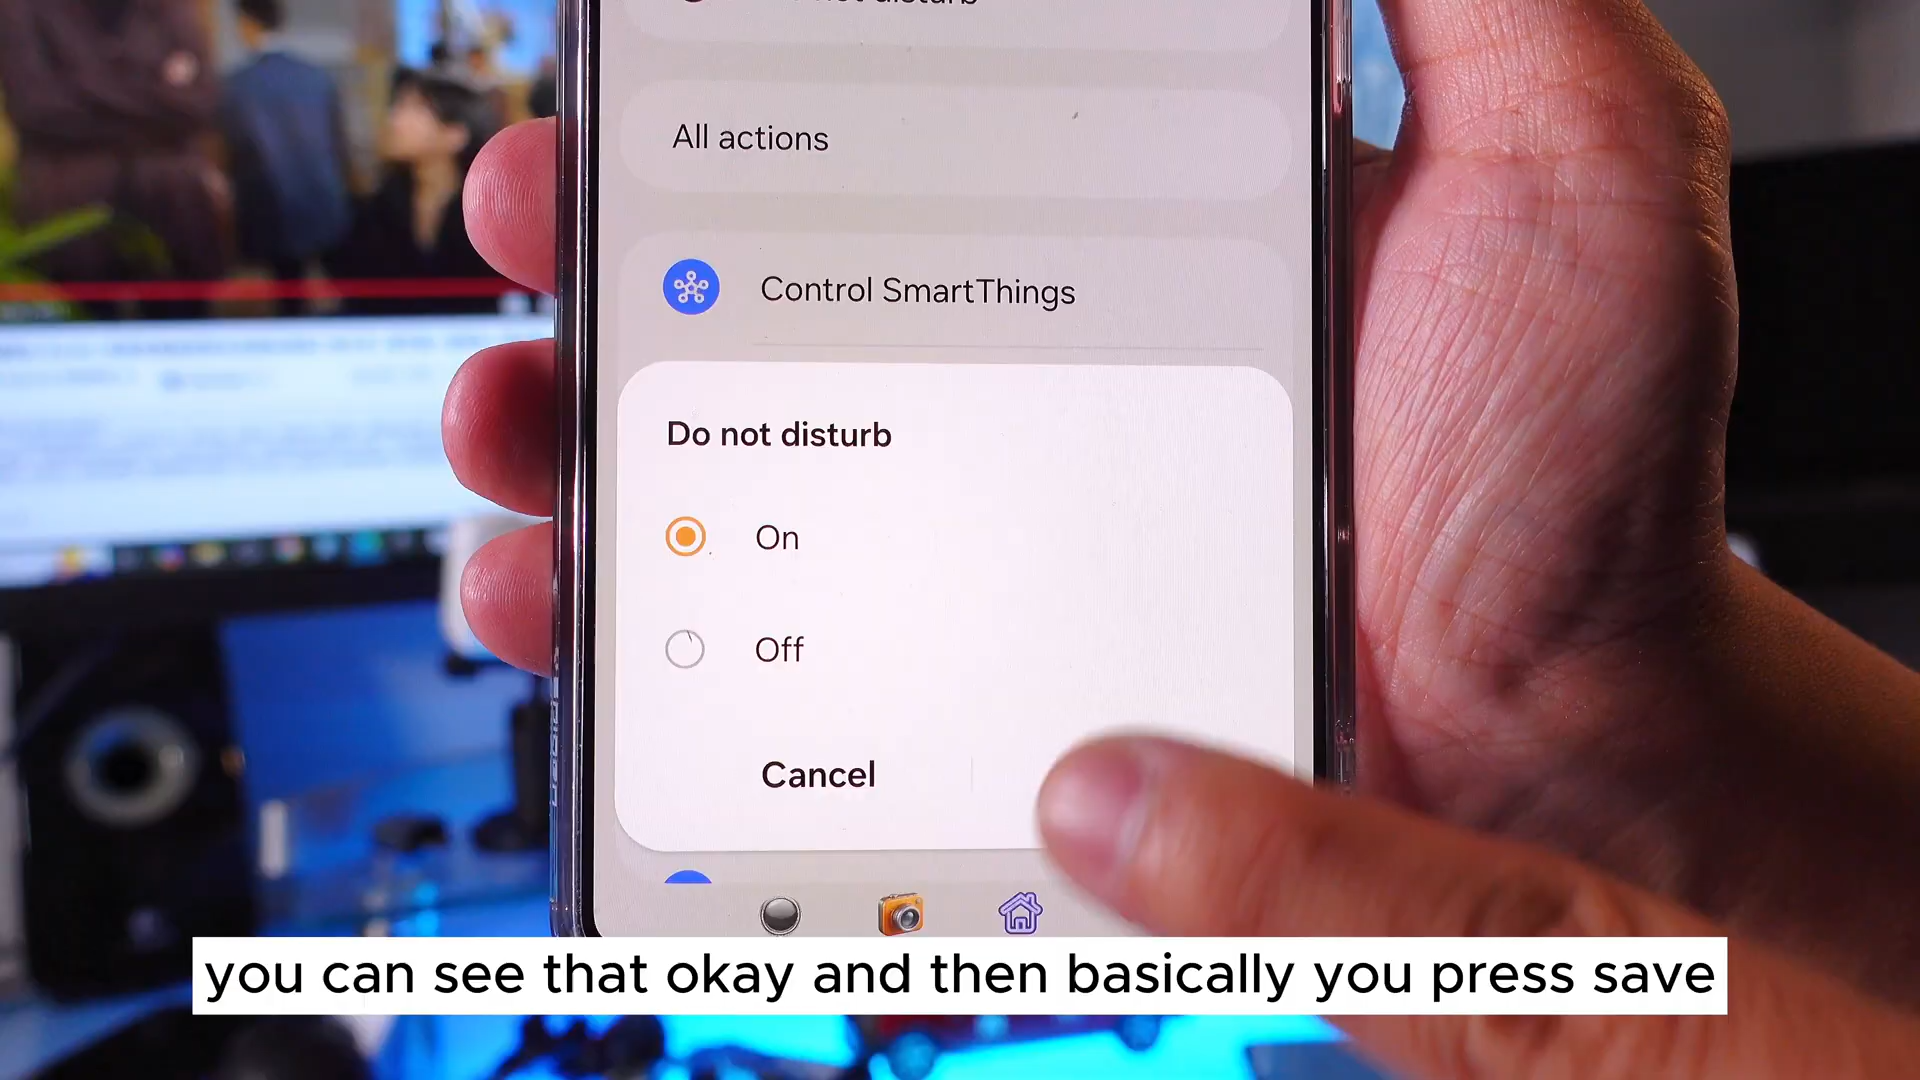 disturb
All actions
Control SmartThings
Do not disturb
On
Off
Cancel
you can see that okay and then basically you press save